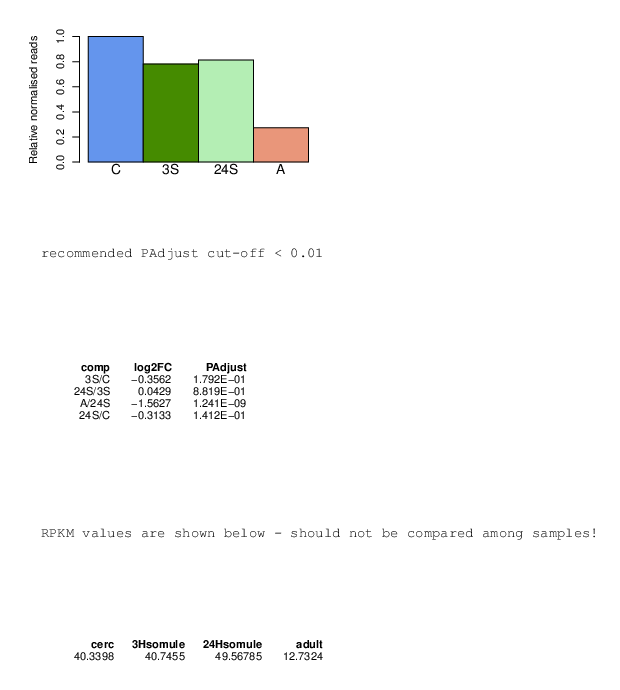 Relative normalised reads
1.0
0.8
0.6
0.4
0.2
0.0
C 3S 24S A
recommended PAdjust cut-off < 0.01
comp log2FC PAdjust
3S/C −0.3562 1.792E−01
24S/3S 0.0429 8.819E−01
A/24S −1.5627 1.241E−09
24S/C −0.3133 1.412E−01
RPKM values are shown below - should not be compared among samples!
cerc 3Hsomule 24Hsomule adult
40.3398 40.7455 49.56785 12.7324